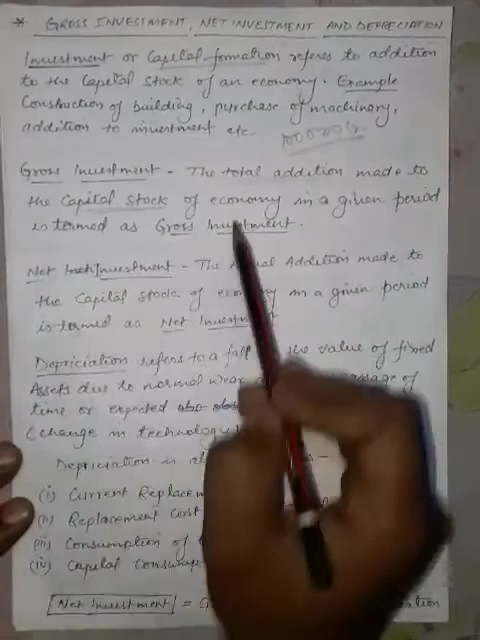 * GROSS INVESTMENT, NET INVESTMENT AND DEPRECIATION
Investment or Capital formation referes to addition
to the Capital Stock of an economy. Example
Construction of building, purchase of machinery,
addition to investment etc
Gross Investment - The total addition made to
the Capital Stock of economy in a given period
is termed as Gross Investment.
Net Investment - The Addition made to
the Capital Stock of economy in a given period
is termed as Net Investment
Depriciation refers to a fall the value of fixed
Assets due to normal wear of
time or expected
(change in technology
Depriciation is
(i) Current
(ii) Replacement Cost
(iii) Consumption of
(iv) Capital
Net Investment =